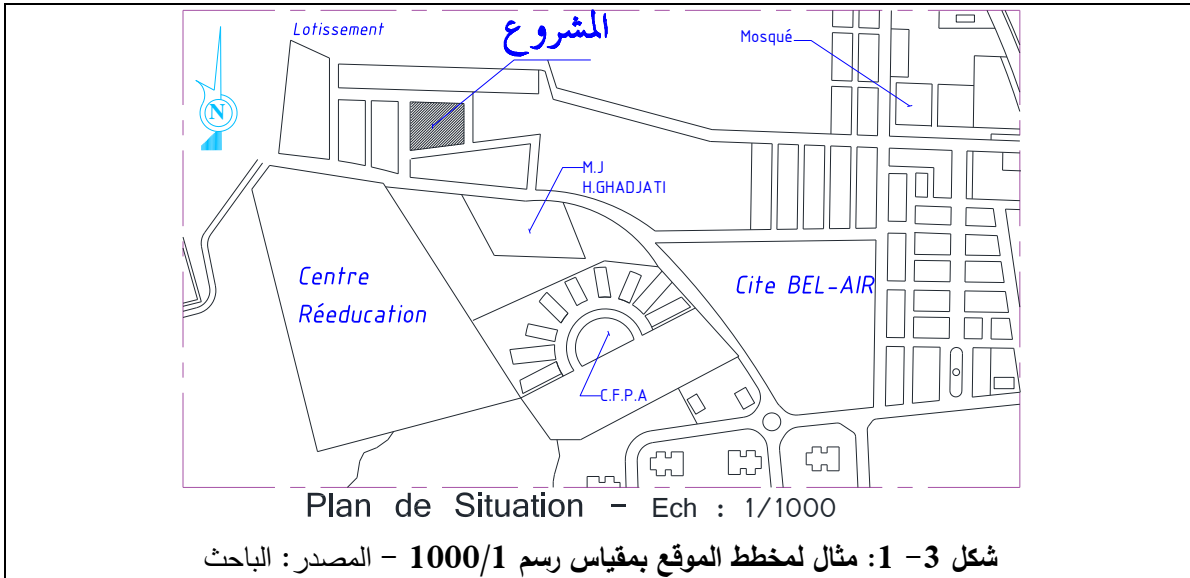 Lotissement
المشروع
Mosqué
N
M.J
H.GHADJATI
Centre
Réeducation
Cite BEL-AIR
C.F.P.A
Plan de Situation - Ech : 1/1000
شكل 3- 1: مثال لمخطط الموقع بمقياس رسم 1000/1 - المصدر: الباحث